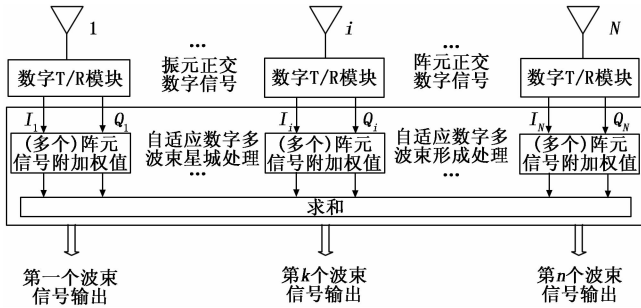 1 … i … N
数字T/R模块 振元正交 数字T/R模块 阵元正交 数字T/R模块
数字信号 数字信号
I1 Q1 Ii Qi IN QN
(多个)阵元 自适应数字多 (多个)阵元 自适应数字多 (多个)阵元
信号附加权值 波束星城处理 信号附加权值 波束形成处理 信号附加权值
… …
求和
第一个波束 第k个波束 第n个波束
信号输出 信号输出 信号输出